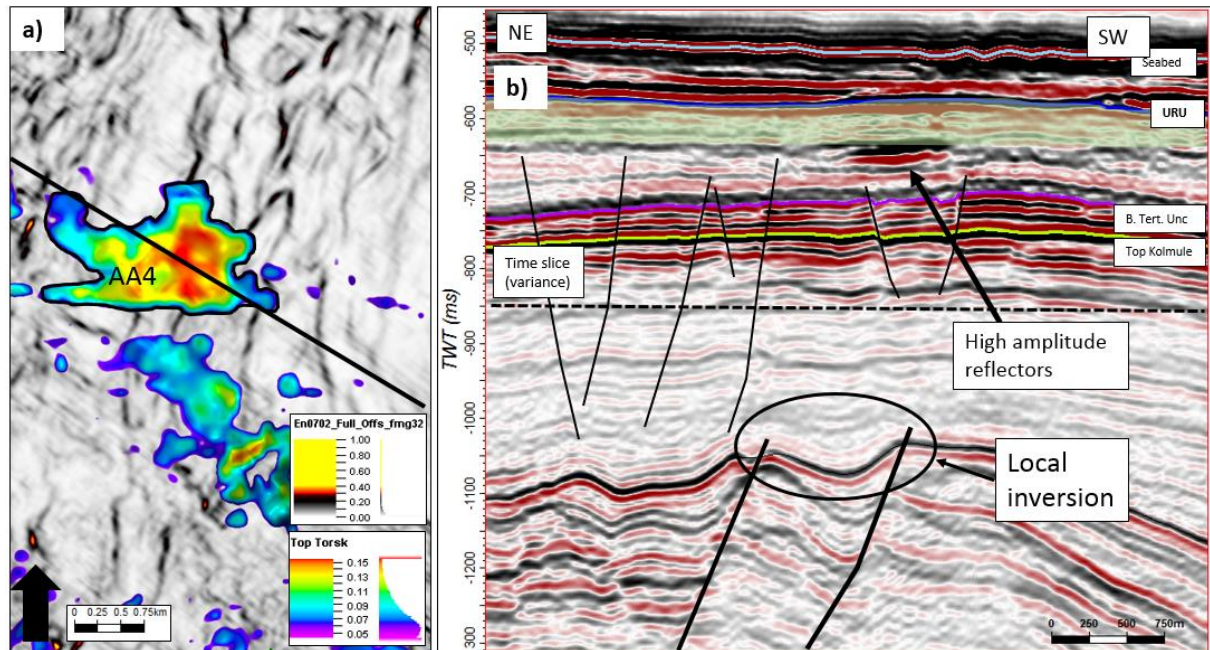 a)
AA4
En0702_Full_Offs_frng32
1.00
0.80
0.60
0.40
0.20
0.00
Top Torsk
0.15
0.13
0.11
0.09
0.07
0.05
0 0.25 0.5 0.75km
NE
SW
b)
Seabed
URU
B. Tert. Unc
Top Kolmule
Time slice
(variance)
High amplitude
reflectors
Local
inversion
TWT (ms)
-500
-600
-700
-800
-900
-1000
-1100
-1200
300
0 250 500 750m